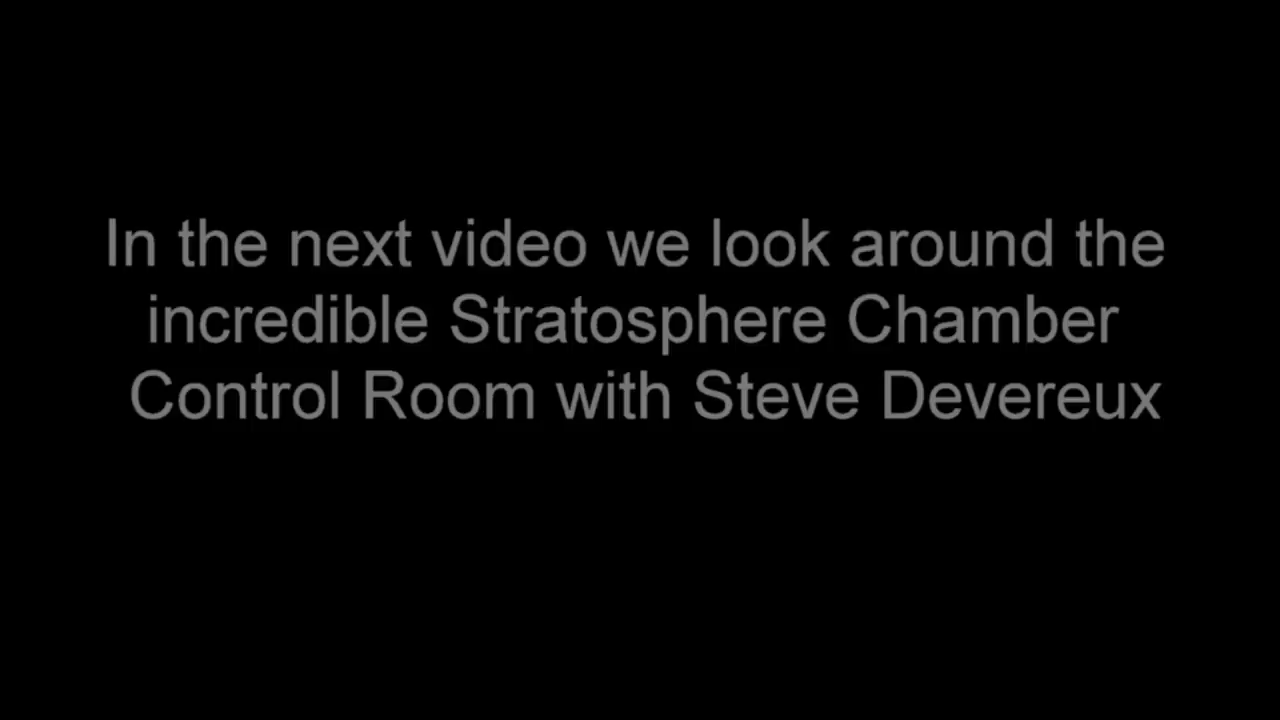 In the next video we look around the
incredible Stratosphere Chamber
Control Room with Steve Devereux